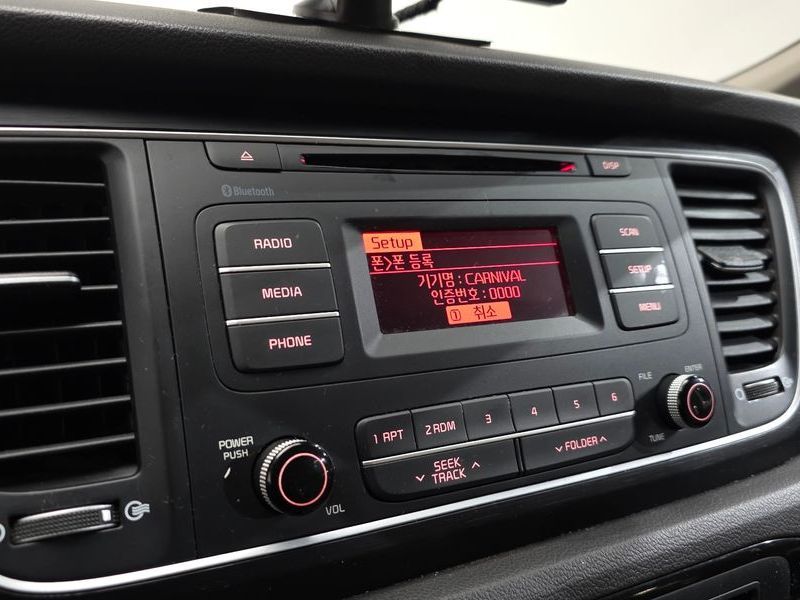 DISP
Bluetooth
RADIO
MEDIA
PHONE
Setup
폰>폰 등록
기기명 : CARNIVAL
인증번호 : 0000
① 취소
SCAN
SETUP
MENU
POWER
PUSH
VOL
1 RPT
2 RDM
3
4
5
6
SEEK
TRACK
FOLDER
FILE
ENTER
TUNE